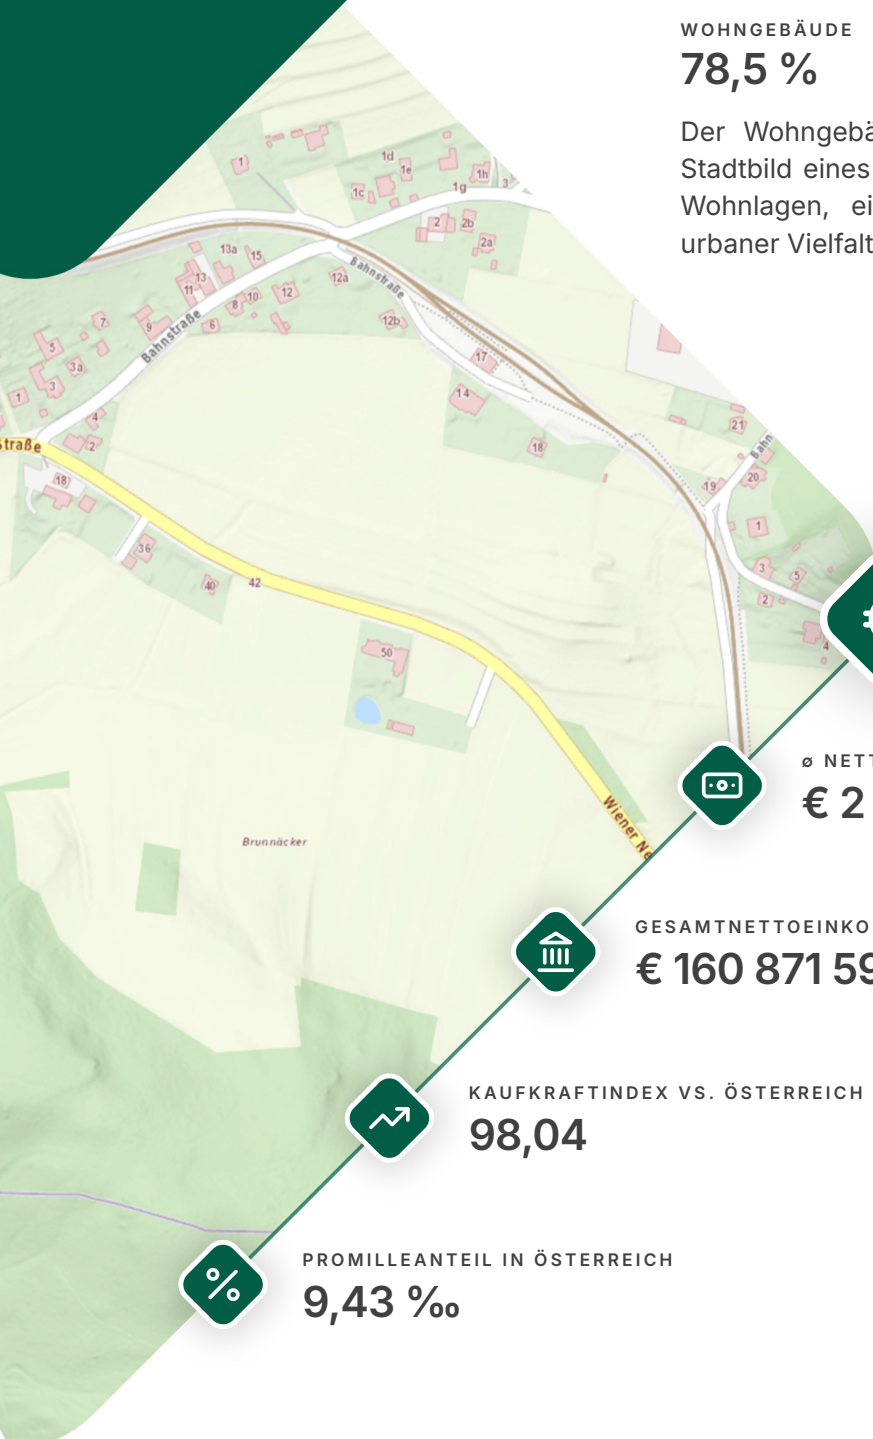 WOHNGEBÄUDE
78,5 %
Der Wohngebä
Stadtbild eines
Wohnlagen, ei
urbaner Vielfalt
1
1d
1e
1h
1c
1g
3
2
2b
2a
13a
15
Bahnstraße
13
12a
11
10
12
8
7
9
6
12b
Bahnstraße
5
17
3a
3
14
1
4
21
Straße
2
18
Bahn
18
19
20
1
36
3
5
40
42
2
50
4
ø NETT
€ 2
Wiener Ne
Brunnäcker
GESAMTNETTOEINKO
€ 160 871 59
KAUFKRAFTINDEX VS. ÖSTERREICH
98,04
PROMILLEANTEIL IN ÖSTERREICH
9,43 ‰